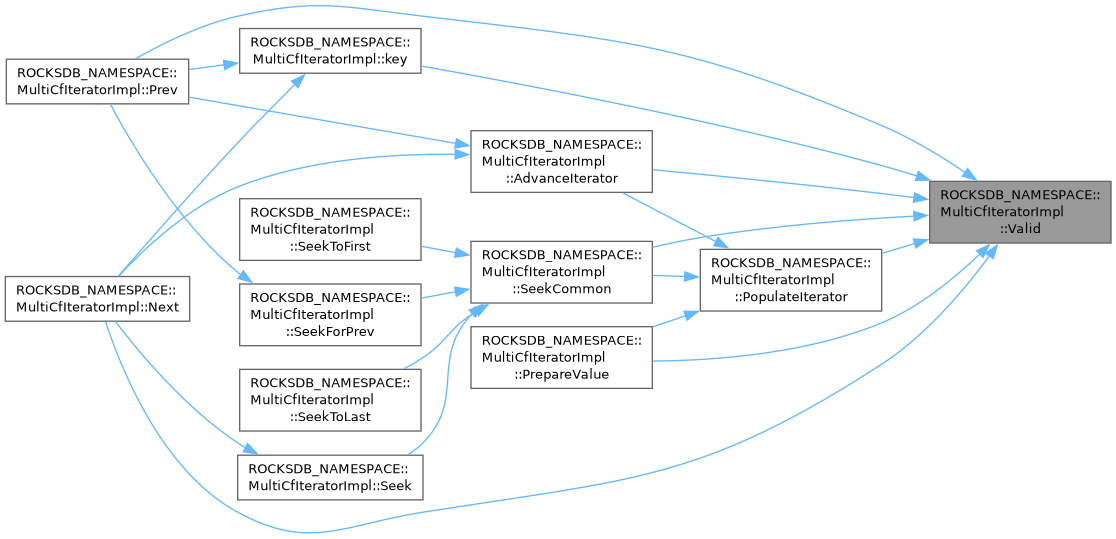 ROCKSDB_NAMESPACE::
MultiCfIteratorImpl::Prev
ROCKSDB_NAMESPACE::
MultiCfIteratorImpl::key
ROCKSDB_NAMESPACE::
MultiCfIteratorImpl
::AdvanceIterator
ROCKSDB_NAMESPACE::
MultiCfIteratorImpl
::Valid
ROCKSDB_NAMESPACE::
MultiCfIteratorImpl
::SeekToFirst
ROCKSDB_NAMESPACE::
MultiCfIteratorImpl
::SeekCommon
ROCKSDB_NAMESPACE::
MultiCfIteratorImpl
::PopulateIterator
ROCKSDB_NAMESPACE::
MultiCfIteratorImpl::Next
ROCKSDB_NAMESPACE::
MultiCfIteratorImpl
::SeekForPrev
ROCKSDB_NAMESPACE::
MultiCfIteratorImpl
::PrepareValue
ROCKSDB_NAMESPACE::
MultiCfIteratorImpl
::SeekToLast
ROCKSDB_NAMESPACE::
MultiCfIteratorImpl::Seek